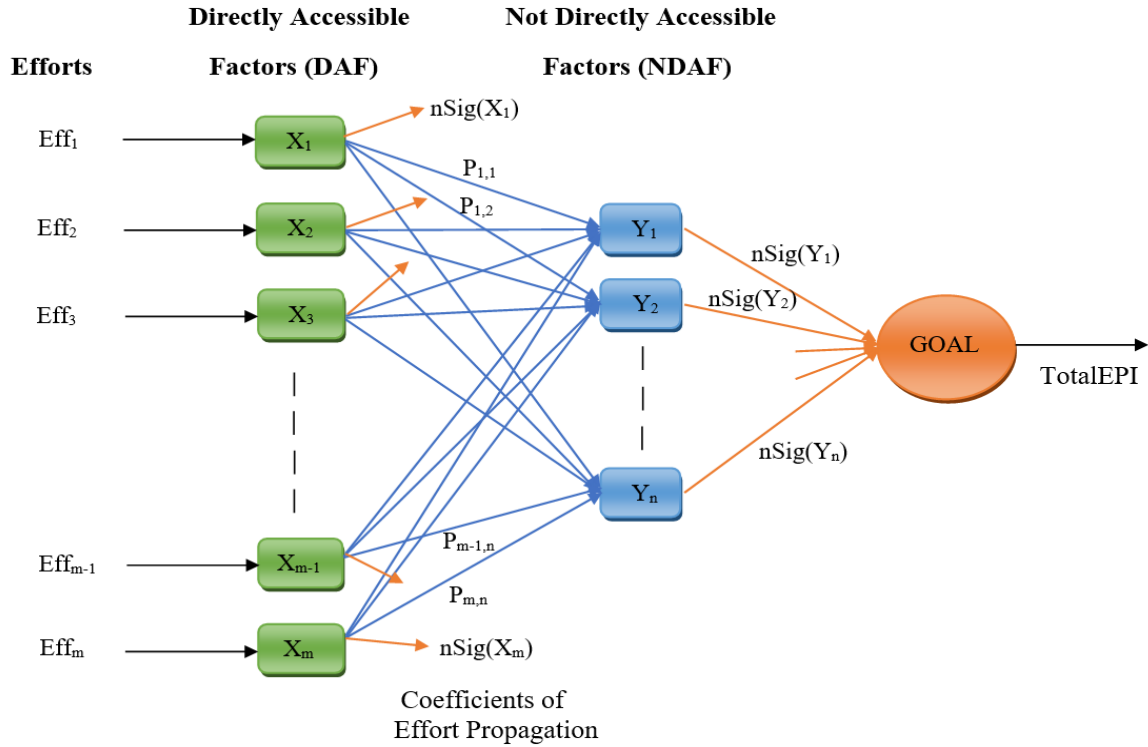 Directly Accessible
Not Directly Accessible
Efforts
Factors (DAF)
Factors (NDAF)
Eff₁
X₁
nSig(X₁)
P₁,₁
Eff₂
X₂
P₁,₂
Y₁
nSig(Y₁)
Eff₃
X₃
Y₂
nSig(Y₂)
GOAL
TotalEPI
Yₙ
nSig(Yₙ)
Effₘ₋₁
Xₘ₋₁
Pₘ₋₁,ₙ
Pₘ,ₙ
Effₘ
Xₘ
nSig(Xₘ)
Coefficients of
Effort Propagation